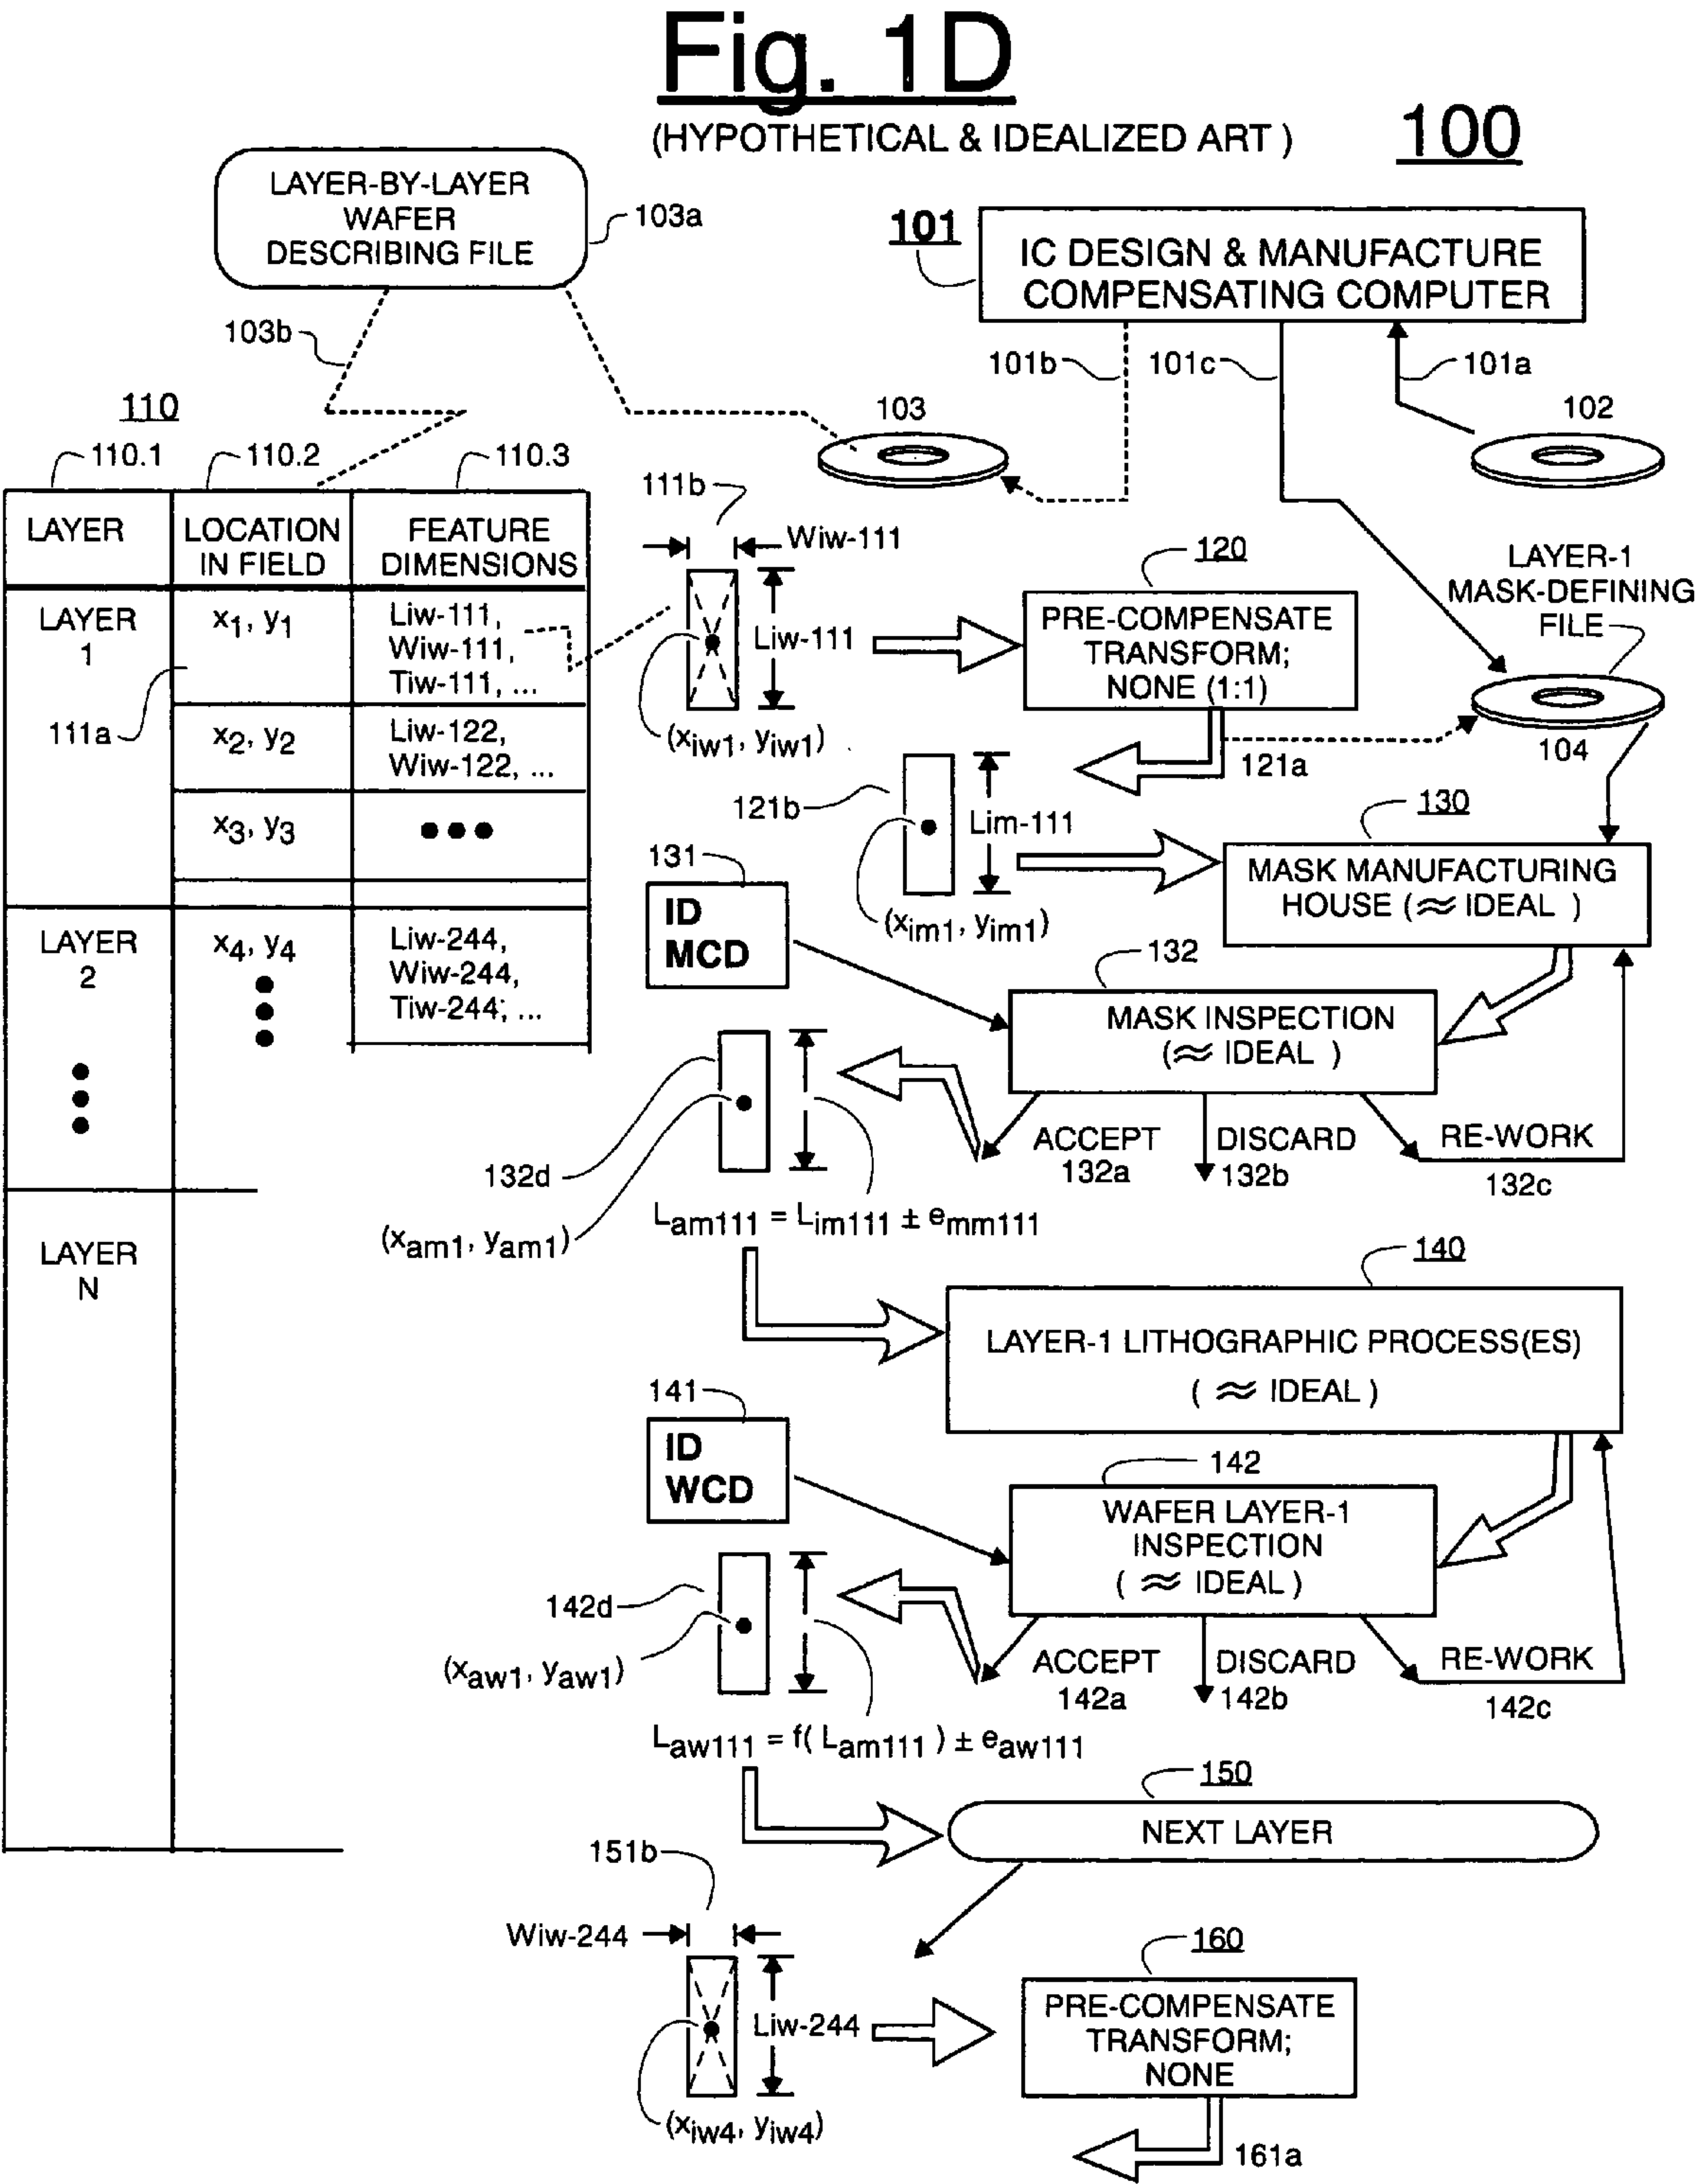 Fig. 1D
(HYPOTHETICAL & IDEALIZED ART )
100
LAYER-BY-LAYER
WAFER
DESCRIBING FILE
103a
103b
101
IC DESIGN & MANUFACTURE
COMPENSATING COMPUTER
101b
101c
101a
103
102
110
110.1
110.2
110.3
LAYER
LOCATION
IN FIELD
FEATURE
DIMENSIONS
LAYER
1
x1, y1
Liw-111,
Wiw-111,
Tiw-111, ...
111a
x2, y2
Liw-122,
Wiw-122, ...
x3, y3
LAYER
2
x4, y4
Liw-244,
Wiw-244,
Tiw-244; ...
LAYER
N
111b
Wiw-111
Liw-111
(xiw1, yiw1)
120
PRE-COMPENSATE
TRANSFORM;
NONE (1:1)
LAYER-1
MASK-DEFINING
FILE
104
121a
121b
Lim-111
(xim1, yim1)
130
MASK MANUFACTURING
HOUSE (≈ IDEAL )
131
ID
MCD
132
MASK INSPECTION
(≈ IDEAL )
ACCEPT
132a
DISCARD
132b
RE-WORK
132c
132d
(xam1, yam1)
Lam111 = Lim111 ± emm111
140
LAYER-1 LITHOGRAPHIC PROCESS(ES)
( ≈ IDEAL )
141
ID
WCD
142
WAFER LAYER-1
INSPECTION
( ≈ IDEAL )
ACCEPT
142a
DISCARD
142b
RE-WORK
142c
142d
(xaw1, yaw1)
Law111 = f( Lam111 ) ± eaw111
150
NEXT LAYER
151b
Wiw-244
Liw-244
(xiw4, yiw4)
160
PRE-COMPENSATE
TRANSFORM;
NONE
161a